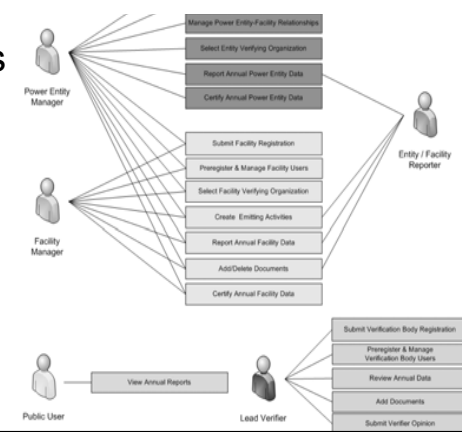 s
Manage Power Entity-Facility Relationships
Select Entity Verifying Organization
Report Annual Power Entity Data
Certify Annual Power Entity Data
Power Entity
Manager
Entity / Facility
Reporter
Submit Facility Registration
Preregister & Manage Facility Users
Select Facility Verifying Organization
Create Emitting Activities
Report Annual Facility Data
Add/Delete Documents
Certify Annual Facility Data
Facility
Manager
Public User
View Annual Reports
Lead Verifier
Submit Verification Body Registration
Preregister & Manage
Verification Body Users
Review Annual Data
Add Documents
Submit Verifier Opinion